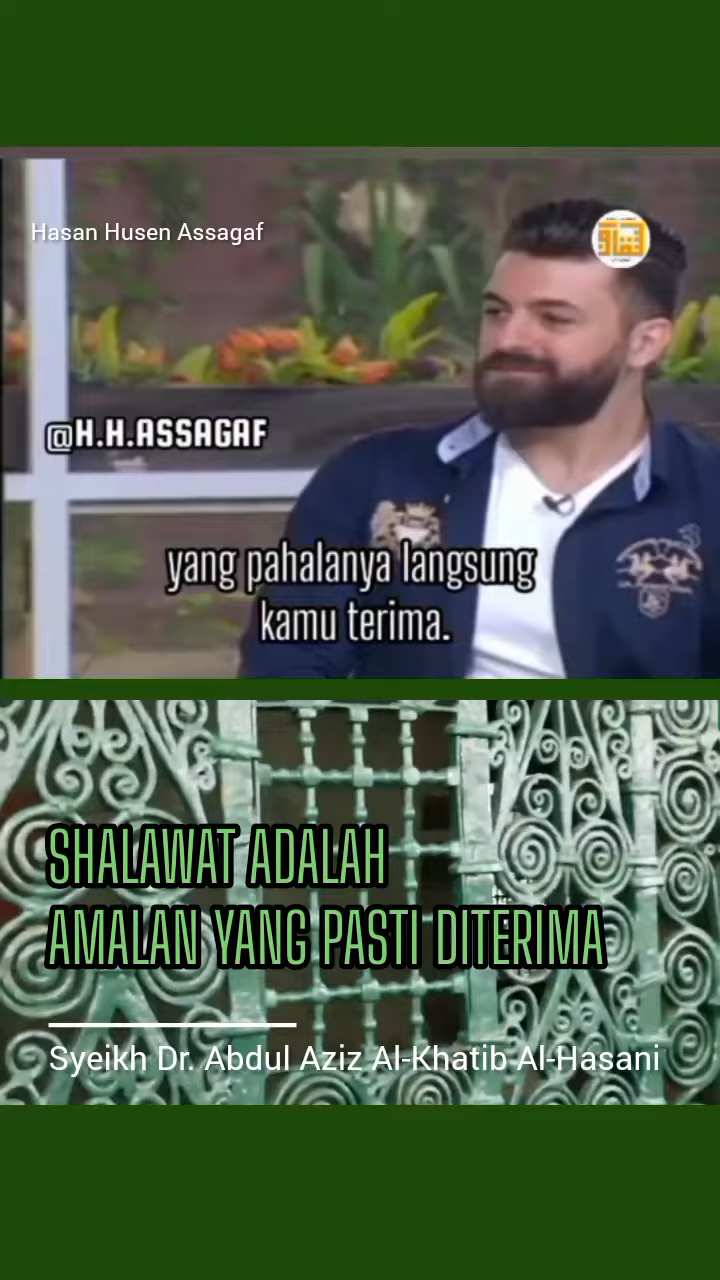 Hasan Husen Assagaf
@H.H.ASSAGAF
yang pahalanya langsung
kamu terima.
SHALAWAT ADALAH
AMALAN YANG PASTI DITERIMA
Syeikh Dr. Abdul Aziz Al-Khatib Al-Hasani